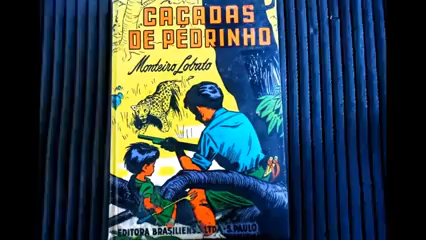 CAÇADAS
DE PEDRINHO
Monteiro Lobato
EDITORA BRASILIENSE LTDA - S. PAULO